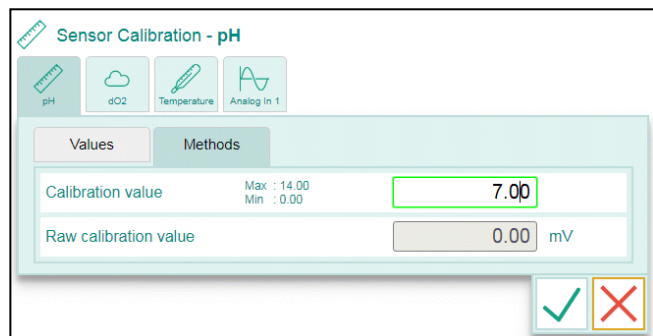 Sensor Calibration - pH
pH dO2 Temperature Analog In 1
Values Methods
Calibration value Max : 14.00 7.00
Min : 0.00
Raw calibration value 0.00 mV